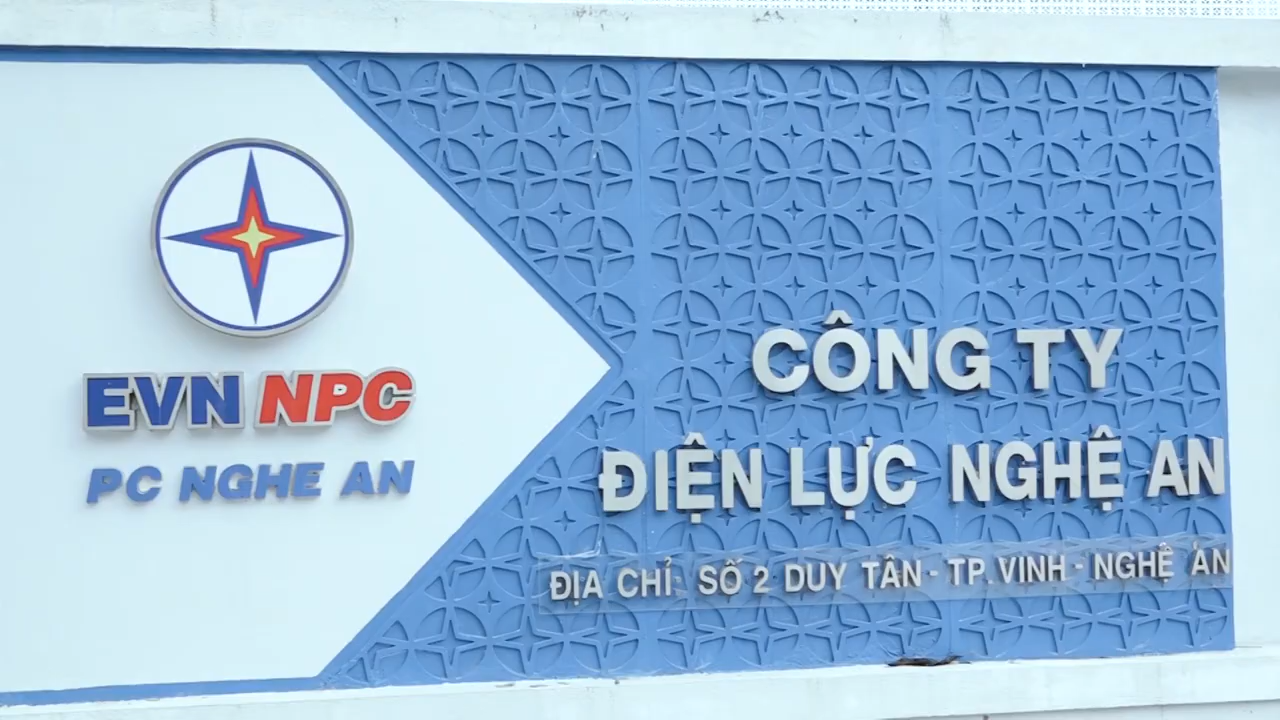 EVN NPC
PC NGHE AN
CÔNG TY
ĐIỆN LỰC NGHỆ AN
ĐỊA CHỈ: SỐ 2 DUY TÂN - TP. VINH - NGHỆ AN